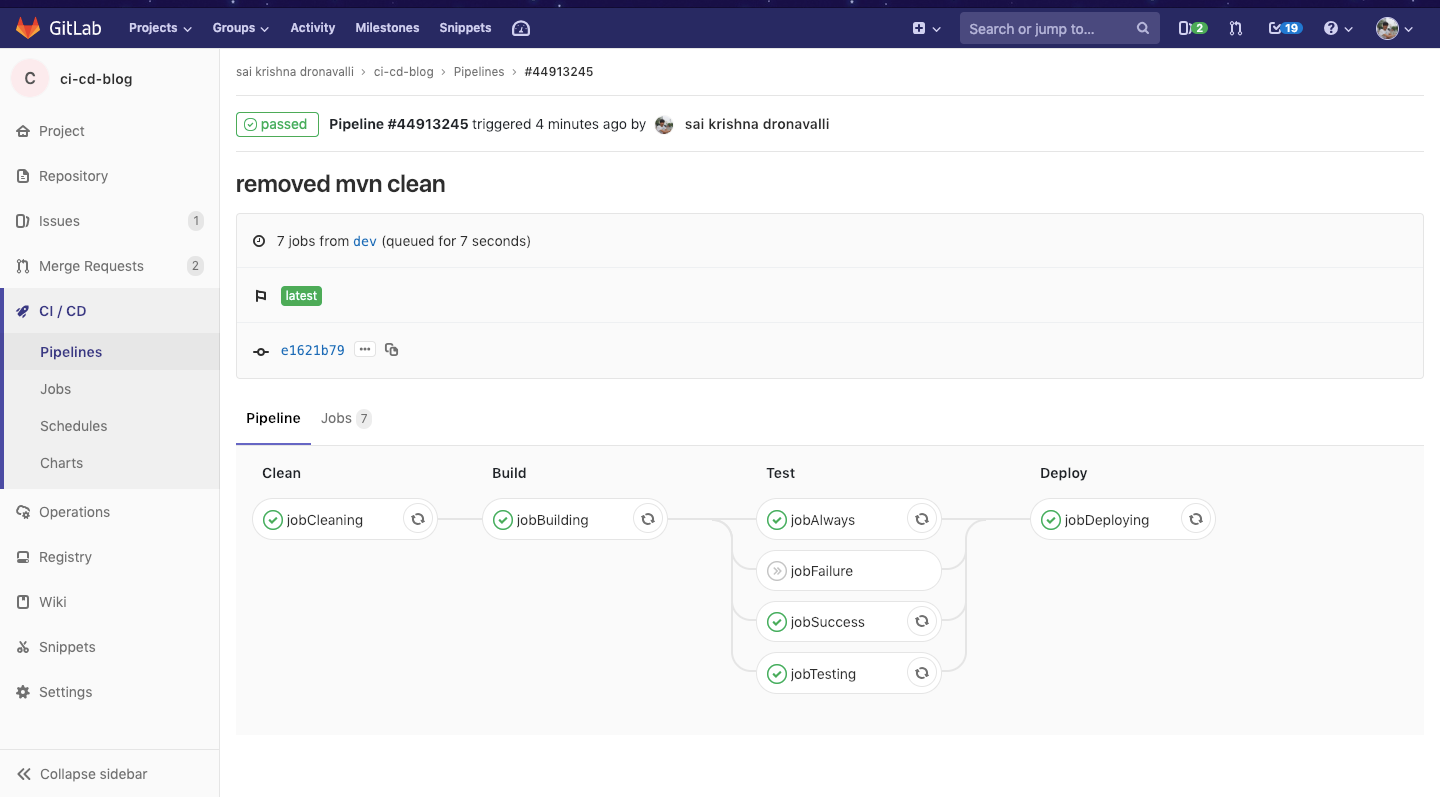 GitLab Projects Groups Activity Milestones Snippets Search or jump to... 2 19
C ci-cd-blog
Project
Repository
Issues 1
Merge Requests 2
CI / CD
Pipelines
Jobs
Schedules
Charts
Operations
Registry
Wiki
Snippets
Settings
Collapse sidebar
sai krishna dronavalli › ci-cd-blog › Pipelines › #44913245
passed Pipeline #44913245 triggered 4 minutes ago by sai krishna dronavalli
removed mvn clean
7 jobs from dev (queued for 7 seconds)
latest
e1621b79
Pipeline Jobs 7
Clean Build Test Deploy
jobCleaning jobBuilding jobAlways jobDeploying
jobFailure
jobSuccess
jobTesting